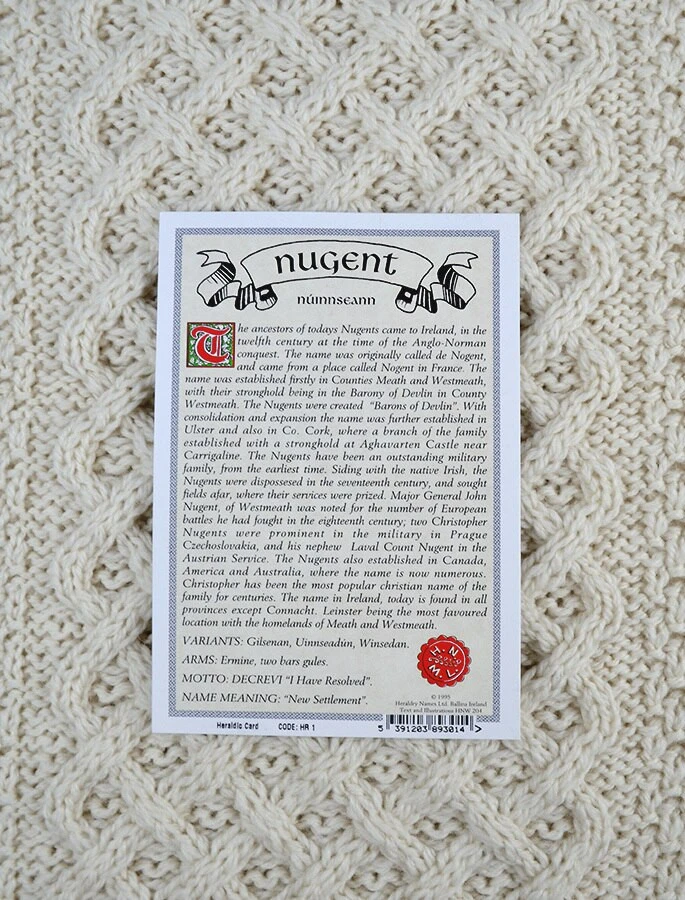 nugent
núinnseann
The ancestors of todays Nugents came to Ireland, in the
twelfth century at the time of the Anglo-Norman
conquest. The name was originally called de Nogent,
and came from a place called Nogent in France. The
name was established firstly in Counties Meath and Westmeath,
with their stronghold being in the Barony of Devlin in County
Westmeath. The Nugents were created "Barons of Devlin". With
consolidation and expansion the name was further established in
Ulster and also in Co. Cork, where a branch of the family
established with a stronghold at Aghavarten Castle near
Carrigaline. The Nugents have been an outstanding military
family, from the earliest time. Siding with the native Irish, the
Nugents were dispossesed in the seventeenth century, and sought
fields afar, where their services were prized. Major General John
Nugent, of Westmeath was noted for the number of European
battles he had fought in the eighteenth century; two Christopher
Nugents were prominent in the military in Prague
Czechoslovakia, and his nephew Laval Count Nugent in the
Austrian Service. The Nugents also established in Canada,
America and Australia, where the name is now numerous.
Christopher has been the most popular christian name of the
family for centuries. The name in Ireland, today is found in all
provinces except Connacht. Leinster being the most favoured
location with the homelands of Meath and Westmeath.
VARIANTS: Gilsenan, Uinnseadún, Winsedan.
ARMS: Ermine, two bars gules.
MOTTO: DECREVI "I Have Resolved".
NAME MEANING: "New Settlement".
H. N.
M. L.
© 1995
Heraldry Names Ltd. Ballina Ireland
Text and Illustrations HNW 204
Heraldic Card CODE: HR 1
5 391203 893014 >